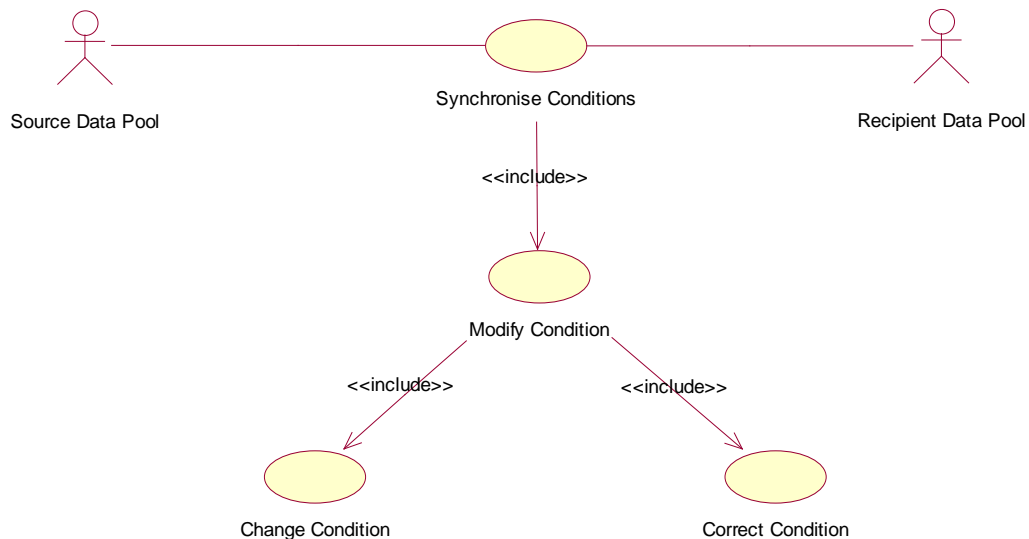 Synchronise Conditions
Source Data Pool
Recipient Data Pool
<<include>>
Modify Condition
<<include>>
<<include>>
Change Condition
Correct Condition